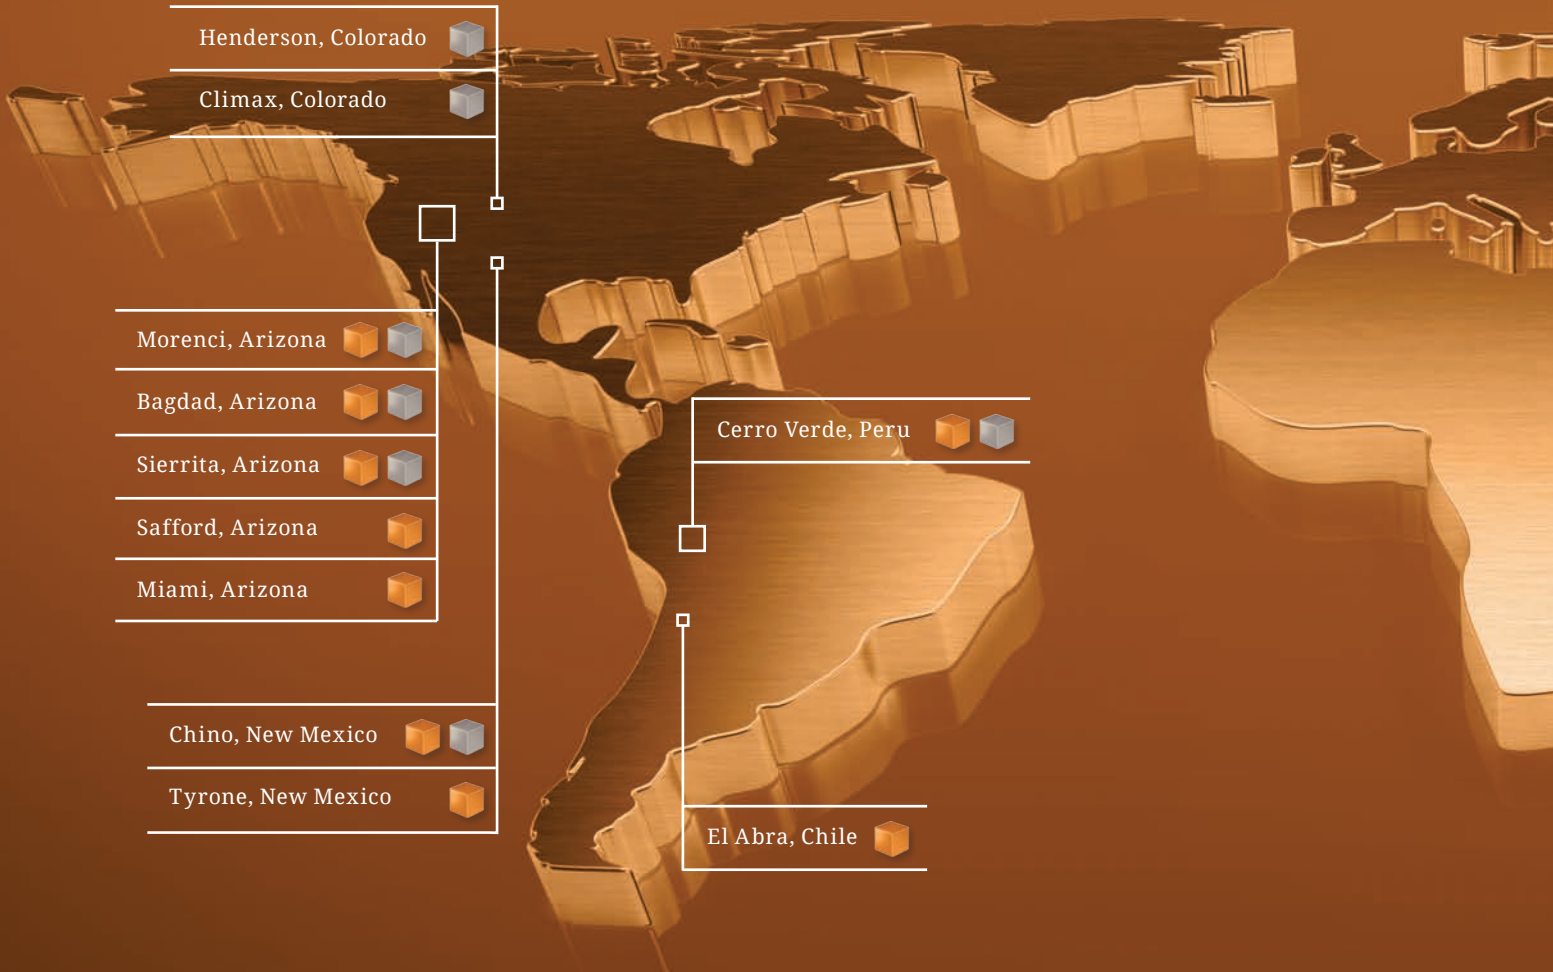 Henderson, Colorado
Climax, Colorado
Morenci, Arizona
Bagdad, Arizona
Sierrita, Arizona
Safford, Arizona
Miami, Arizona
Chino, New Mexico
Tyrone, New Mexico
Cerro Verde, Peru
El Abra, Chile